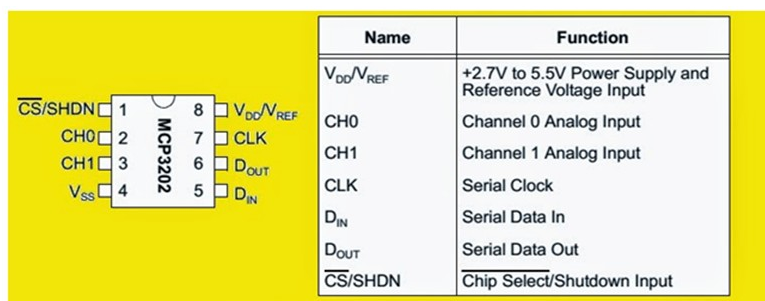 CS/SHDN 1 8 VDD/VREF
CH0 2 7 CLK
CH1 3 6 DOUT
VSS 4 5 DIN
MCP3202
Name Function
VDD/VREF +2.7V to 5.5V Power Supply and
Reference Voltage Input
CH0 Channel 0 Analog Input
CH1 Channel 1 Analog Input
CLK Serial Clock
DIN Serial Data In
DOUT Serial Data Out
CS/SHDN Chip Select/Shutdown Input